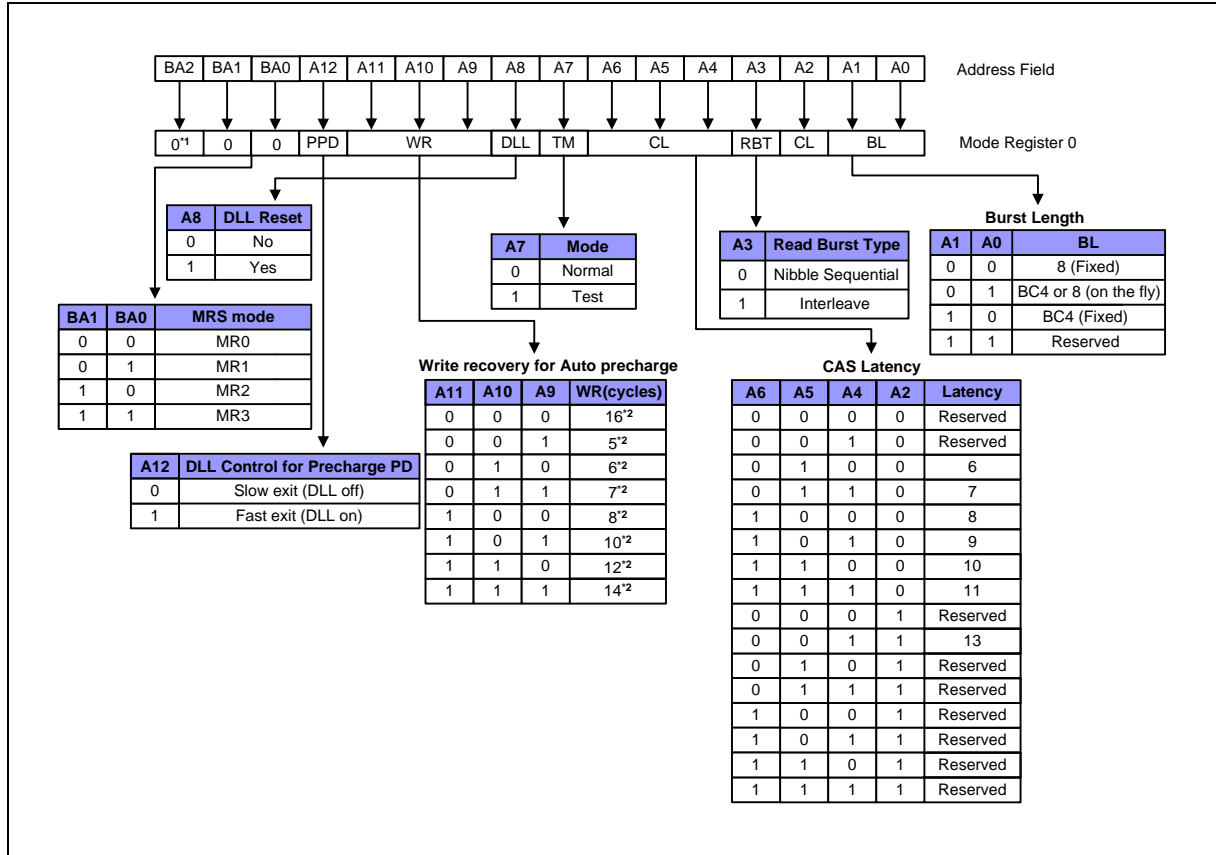 BA2 BA1 BA0 A12 A11 A10 A9 A8 A7 A6 A5 A4 A3 A2 A1 A0 Address Field
0*1 0 0 PPD WR DLL TM CL RBT CL BL Mode Register 0
A8 DLL Reset
0 No
1 Yes
A7 Mode
0 Normal
1 Test
A3 Read Burst Type
0 Nibble Sequential
1 Interleave
Burst Length
A1 A0 BL
0 0 8 (Fixed)
0 1 BC4 or 8 (on the fly)
1 0 BC4 (Fixed)
1 1 Reserved
BA1 BA0 MRS mode
0 0 MR0
0 1 MR1
1 0 MR2
1 1 MR3
A12 DLL Control for Precharge PD
0 Slow exit (DLL off)
1 Fast exit (DLL on)
Write recovery for Auto precharge
A11 A10 A9 WR(cycles)
0 0 0 16*2
0 0 1 5*2
0 1 0 6*2
0 1 1 7*2
1 0 0 8*2
1 0 1 10*2
1 1 0 12*2
1 1 1 14*2
CAS Latency
A6 A5 A4 A2 Latency
0 0 0 0 Reserved
0 0 1 0 Reserved
0 1 0 0 6
0 1 1 0 7
1 0 0 0 8
1 0 1 0 9
1 1 0 0 10
1 1 1 0 11
0 0 0 1 Reserved
0 0 1 1 13
0 1 0 1 Reserved
0 1 1 1 Reserved
1 0 0 1 Reserved
1 0 1 1 Reserved
1 1 0 1 Reserved
1 1 1 1 Reserved